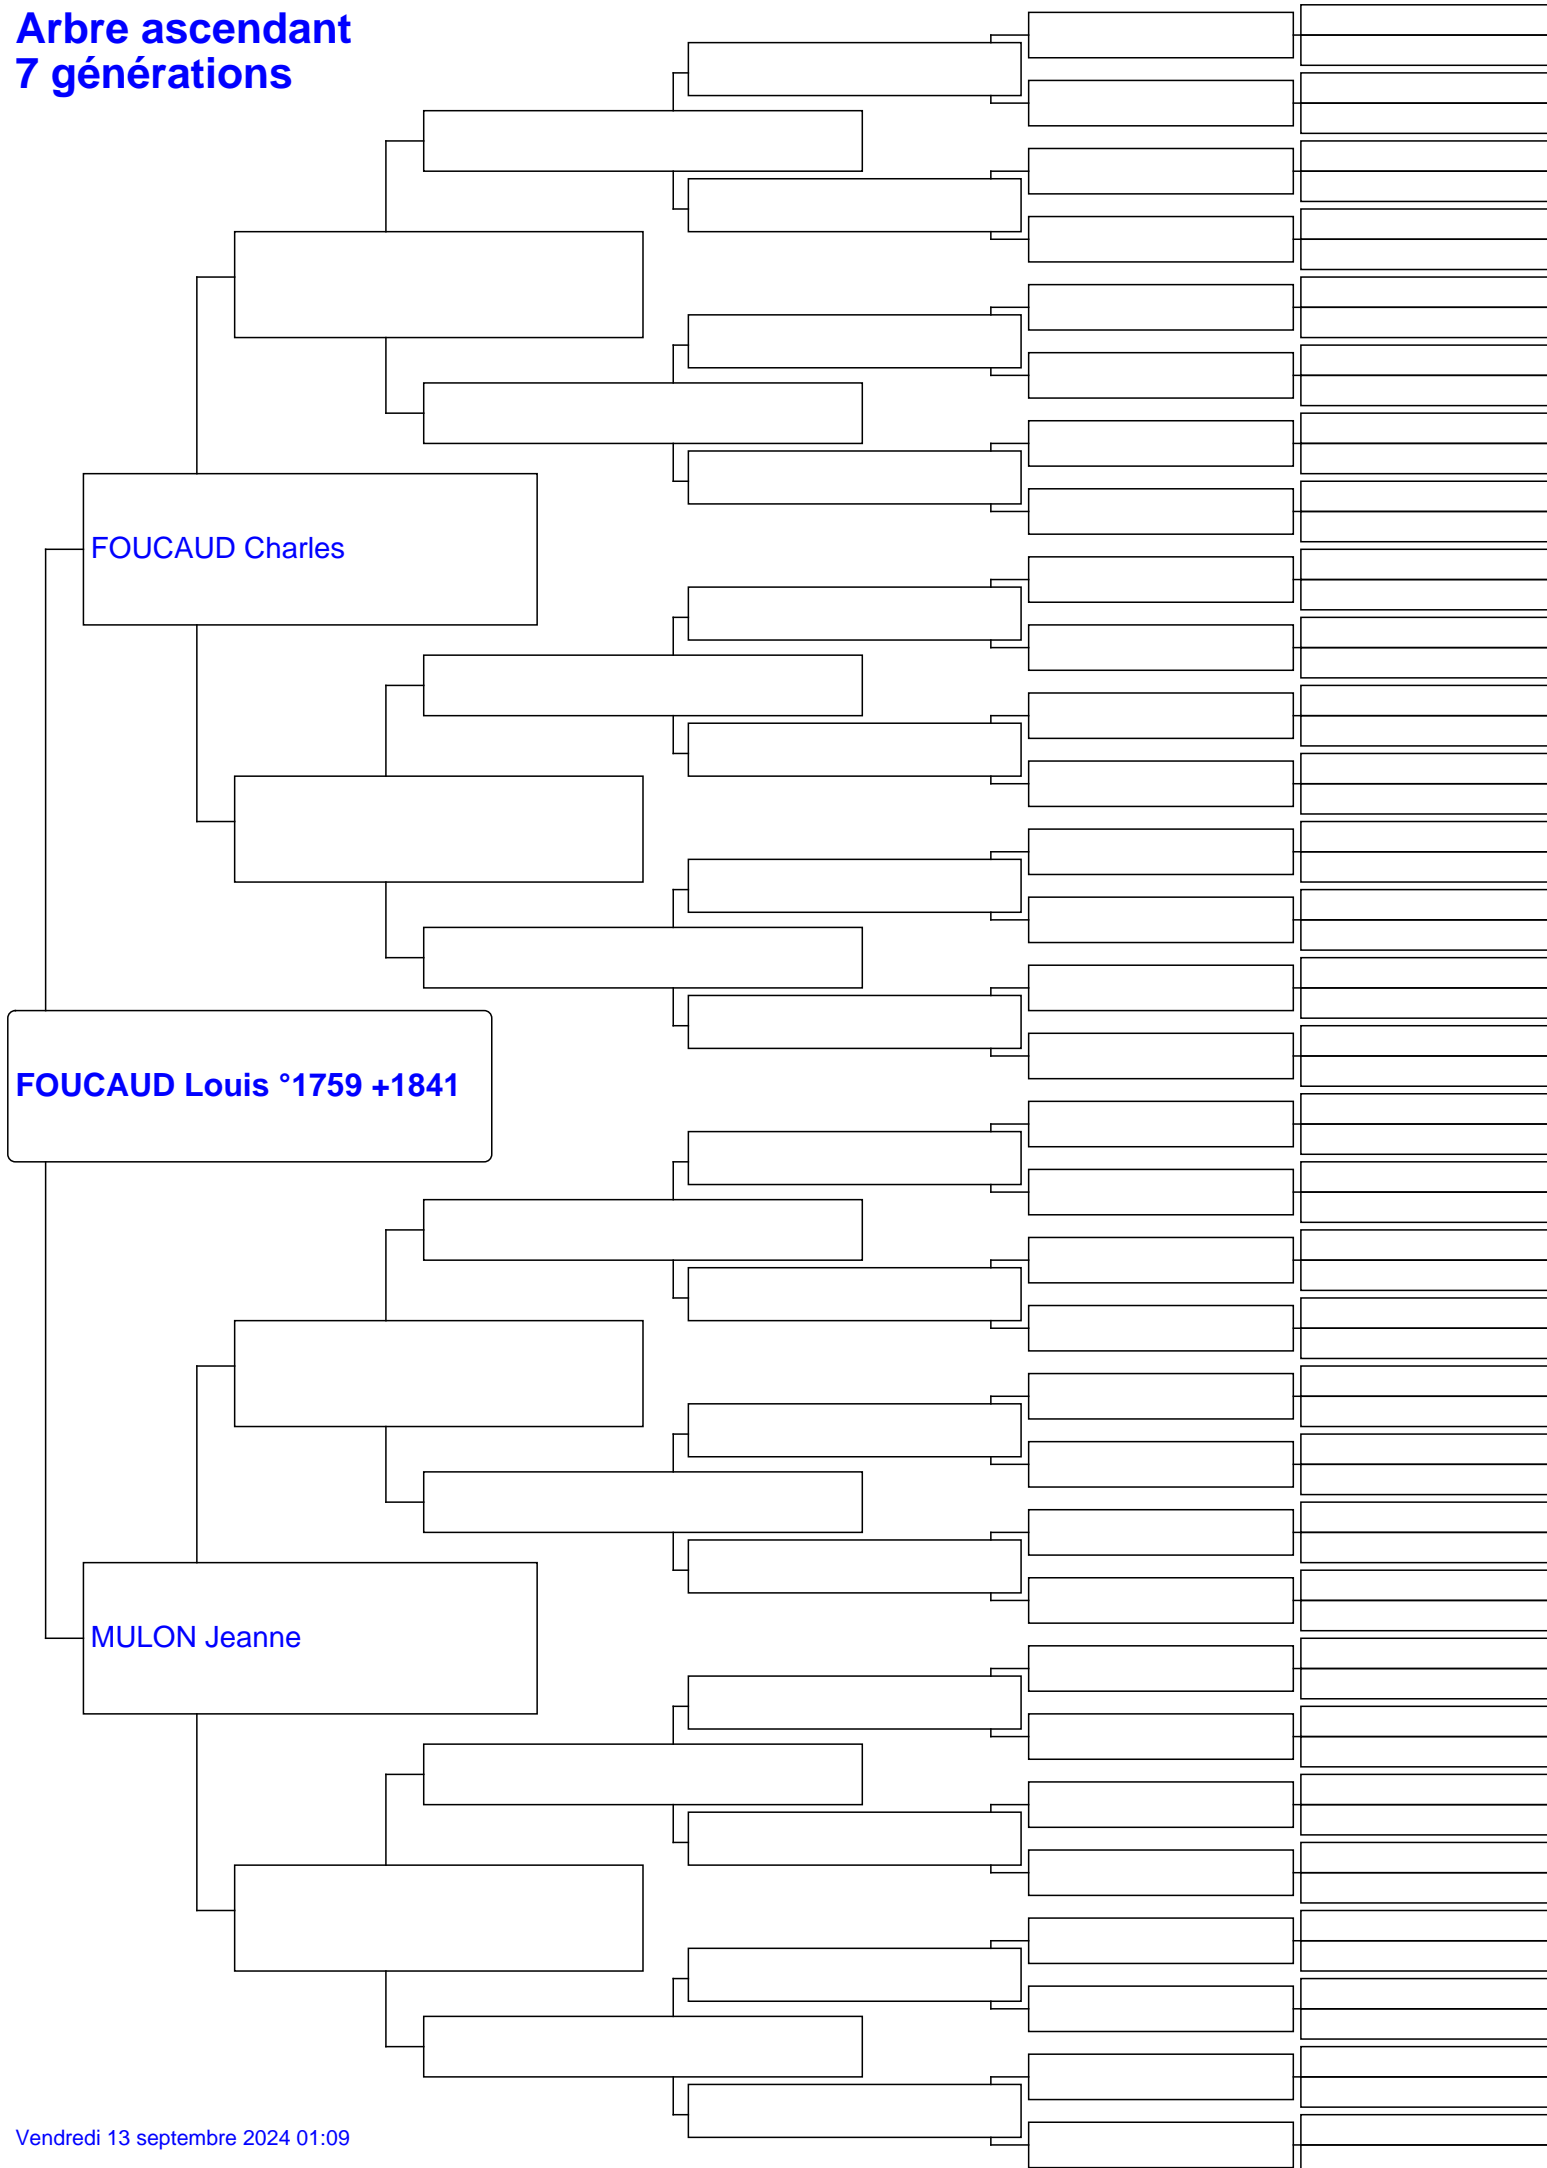 Arbre ascendant
7 générations
FOUCAUD Charles
FOUCAUD Louis °1759 +1841
MULON Jeanne
Vendredi 13 septembre 2024 01:09